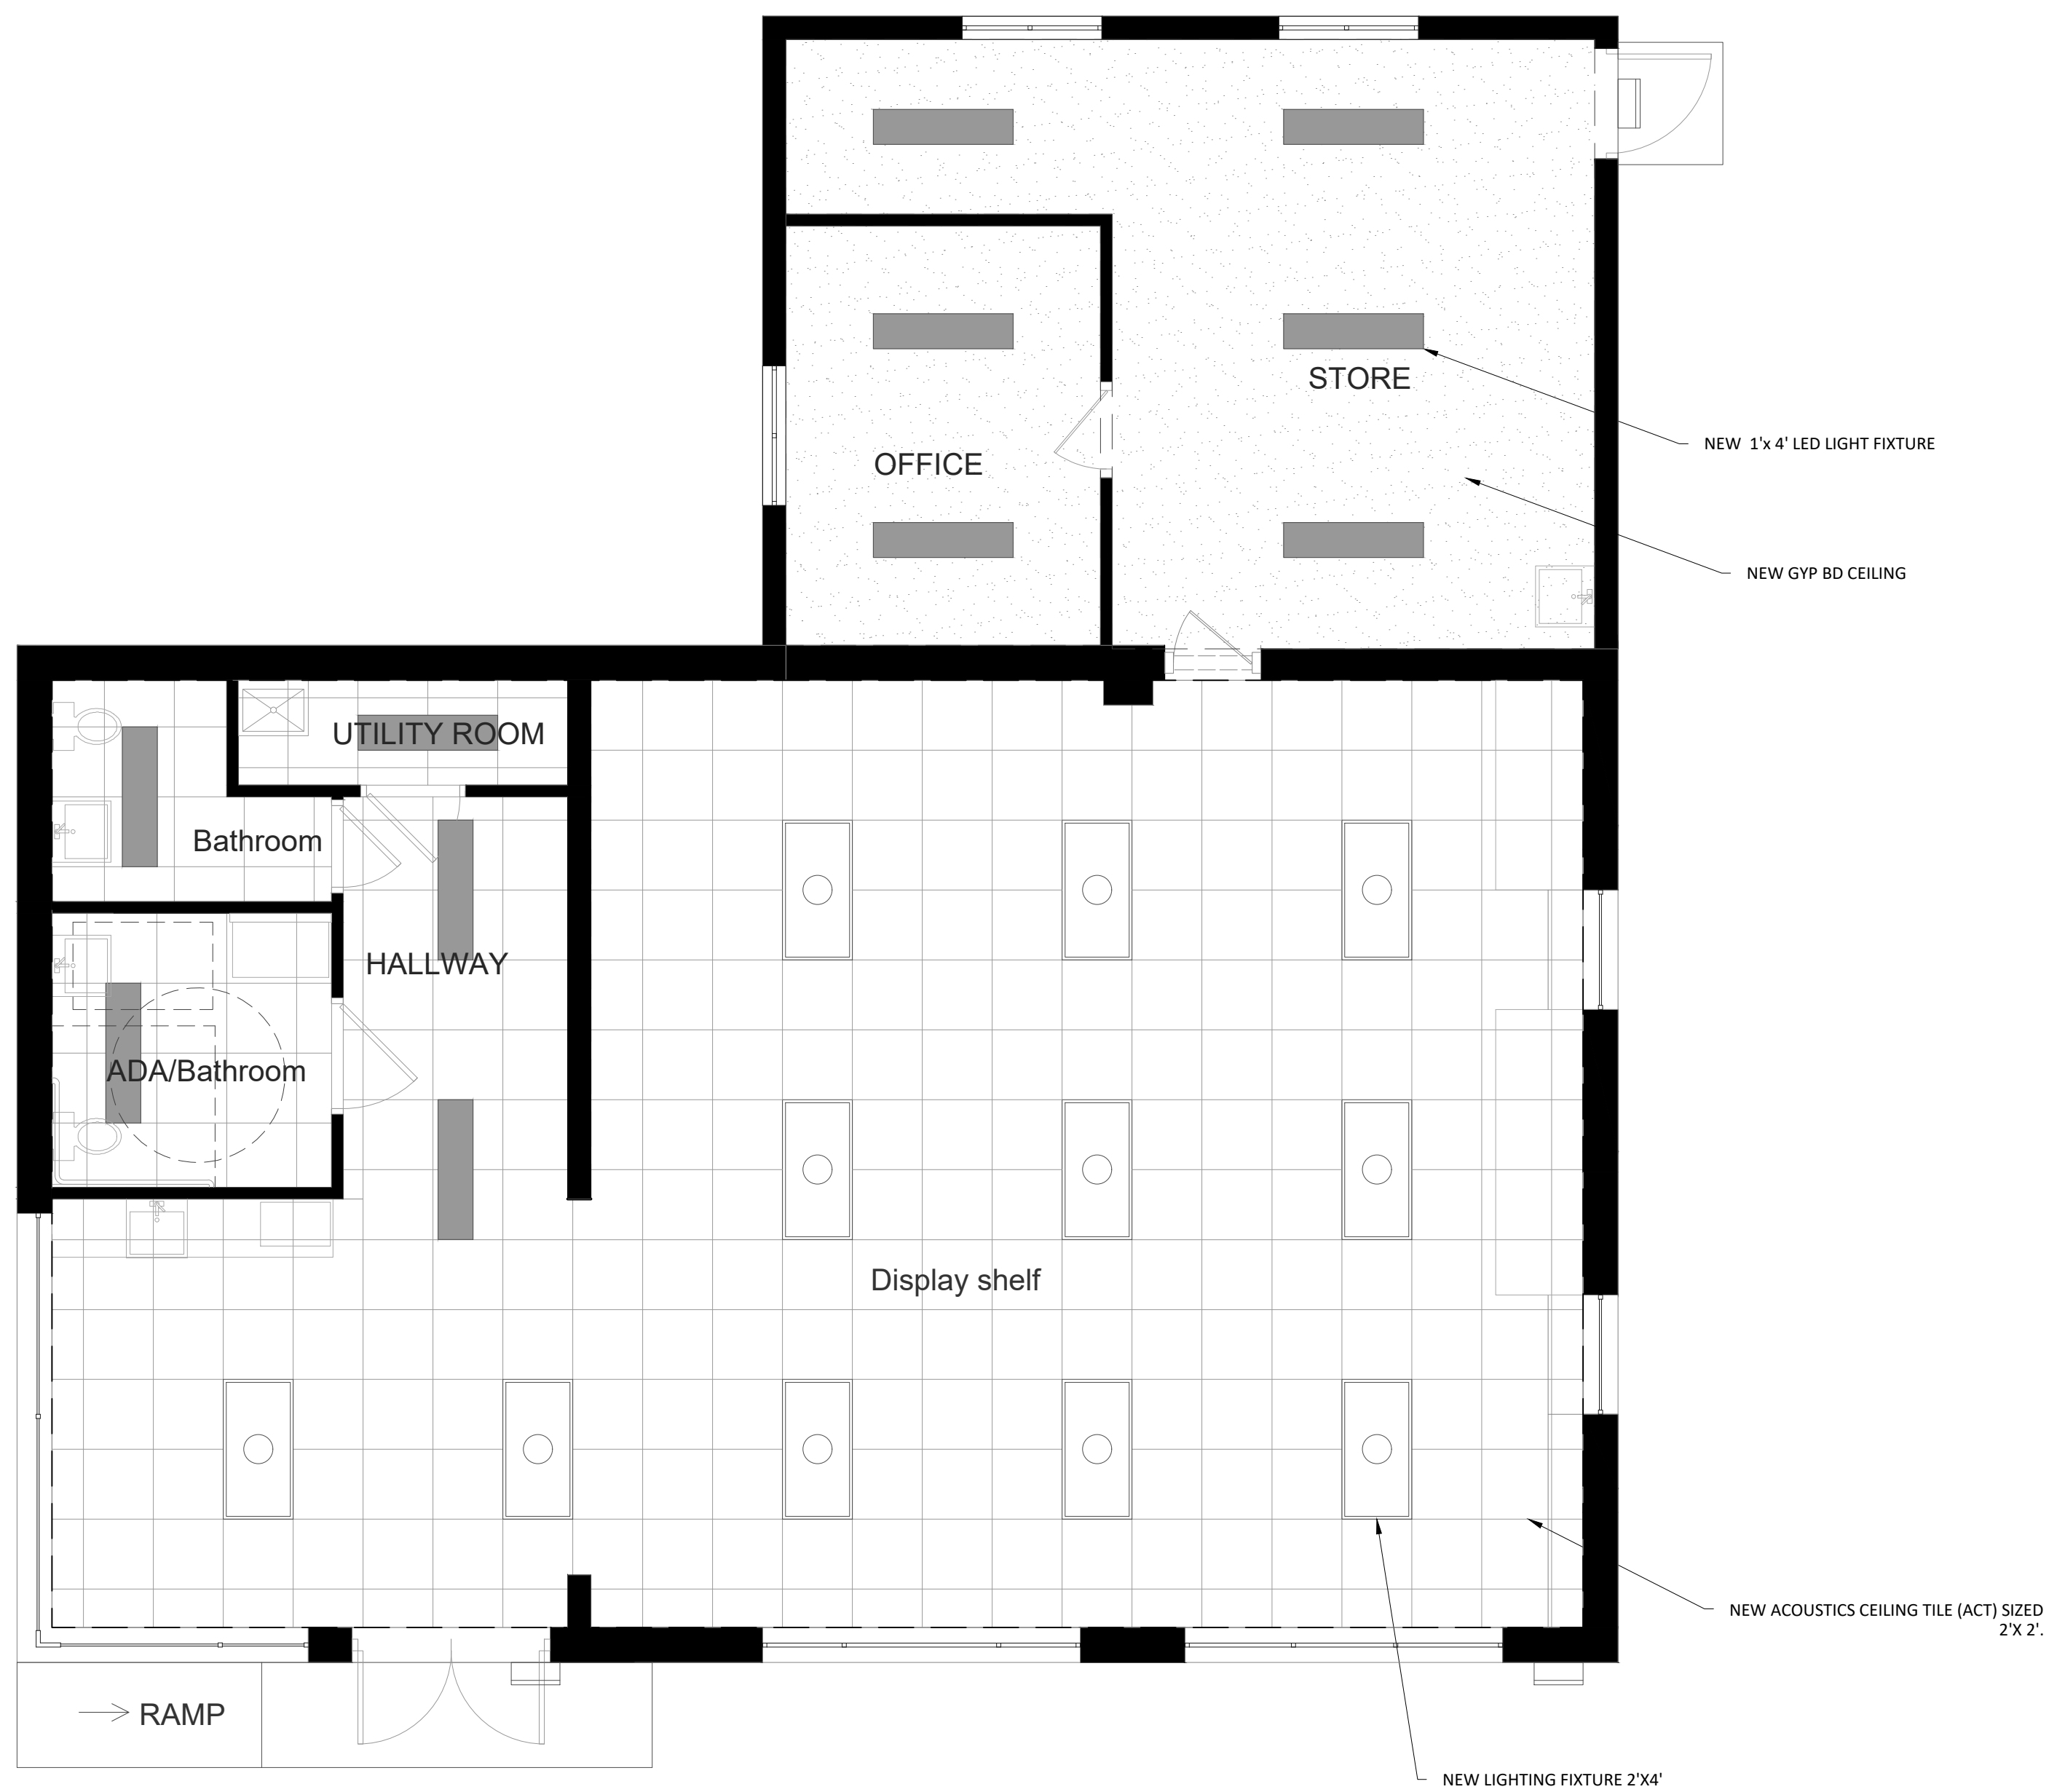 STORE
NEW 1'x 4' LED LIGHT FIXTURE
OFFICE
NEW GYP BD CEILING
UTILITY ROOM
Bathroom
HALLWAY
ADA/Bathroom
Display shelf
NEW ACOUSTICS CEILING TILE (ACT) SIZED
2'X 2'.
RAMP
NEW LIGHTING FIXTURE 2'X4'